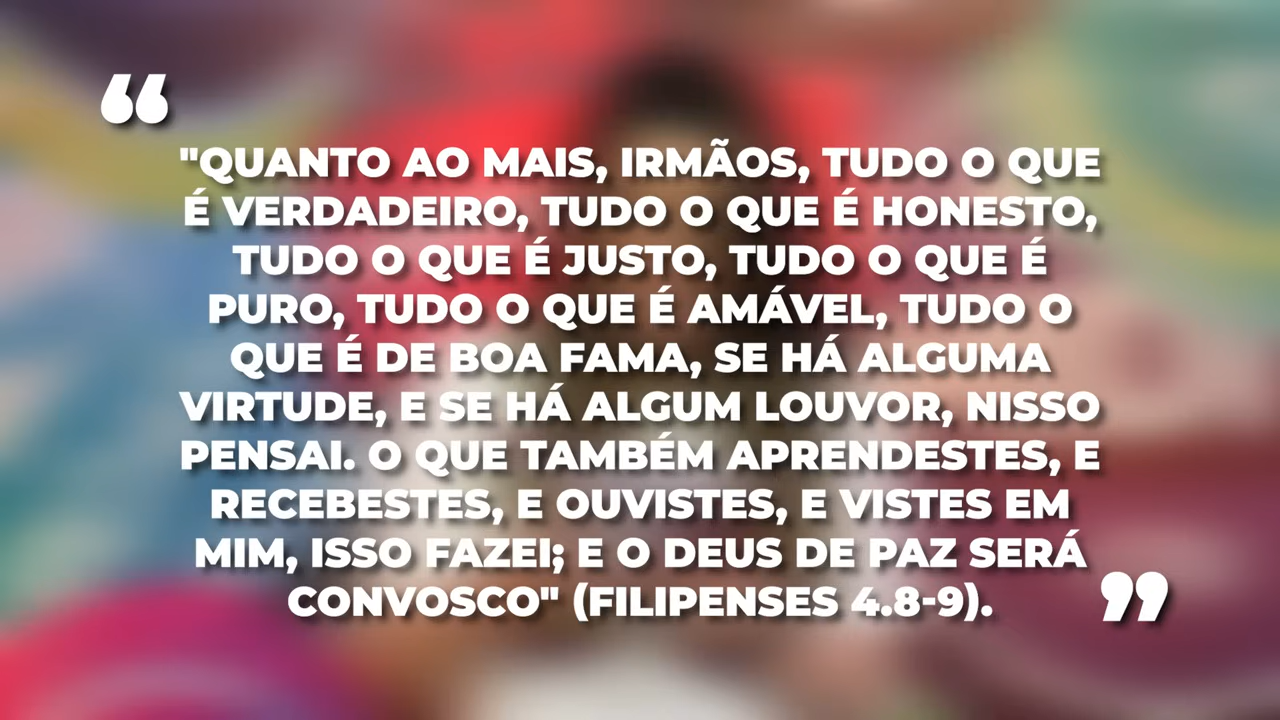 “
"QUANTO AO MAIS, IRMÃOS, TUDO O QUE
É VERDADEIRO, TUDO O QUE É HONESTO,
TUDO O QUE É JUSTO, TUDO O QUE É
PURO, TUDO O QUE É AMÁVEL, TUDO O
QUE É DE BOA FAMA, SE HÁ ALGUMA
VIRTUDE, E SE HÁ ALGUM LOUVOR, NISSO
PENSAI. O QUE TAMBÉM APRENDESTES, E
RECEBESTES, E OUVISTES, E VISTES EM
MIM, ISSO FAZEI; E O DEUS DE PAZ SERÁ
CONVOSCO" (FILIPENSES 4.8-9).
”